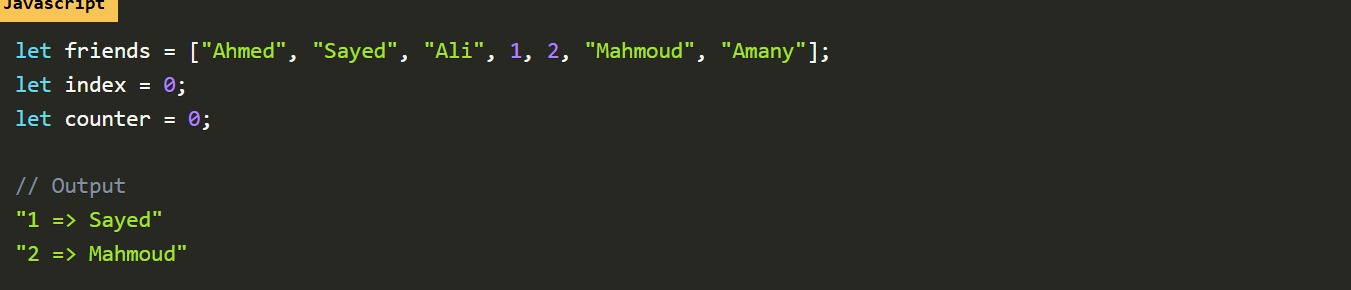 Javascript
let friends = ["Ahmed", "Sayed", "Ali", 1, 2, "Mahmoud", "Amany"];
let index = 0;
let counter = 0;
// Output
"1 => Sayed"
"2 => Mahmoud"